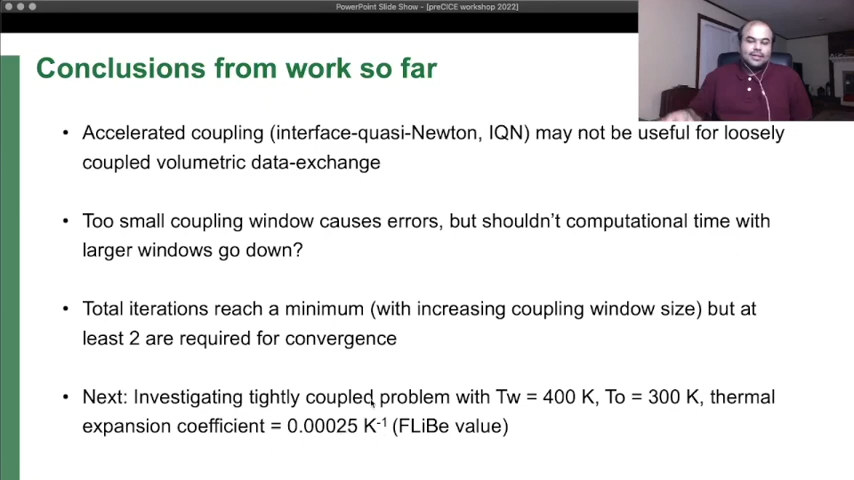 PowerPoint Slide Show - [preCICE workshop 2022]
Conclusions from work so far
• Accelerated coupling (interface-quasi-Newton, IQN) may not be useful for loosely
coupled volumetric data-exchange
• Too small coupling window causes errors, but shouldn’t computational time with
larger windows go down?
• Total iterations reach a minimum (with increasing coupling window size) but at
least 2 are required for convergence
• Next: Investigating tightly coupled problem with Tw = 400 K, To = 300 K, thermal
expansion coefficient = 0.00025 K⁻¹ (FLiBe value)